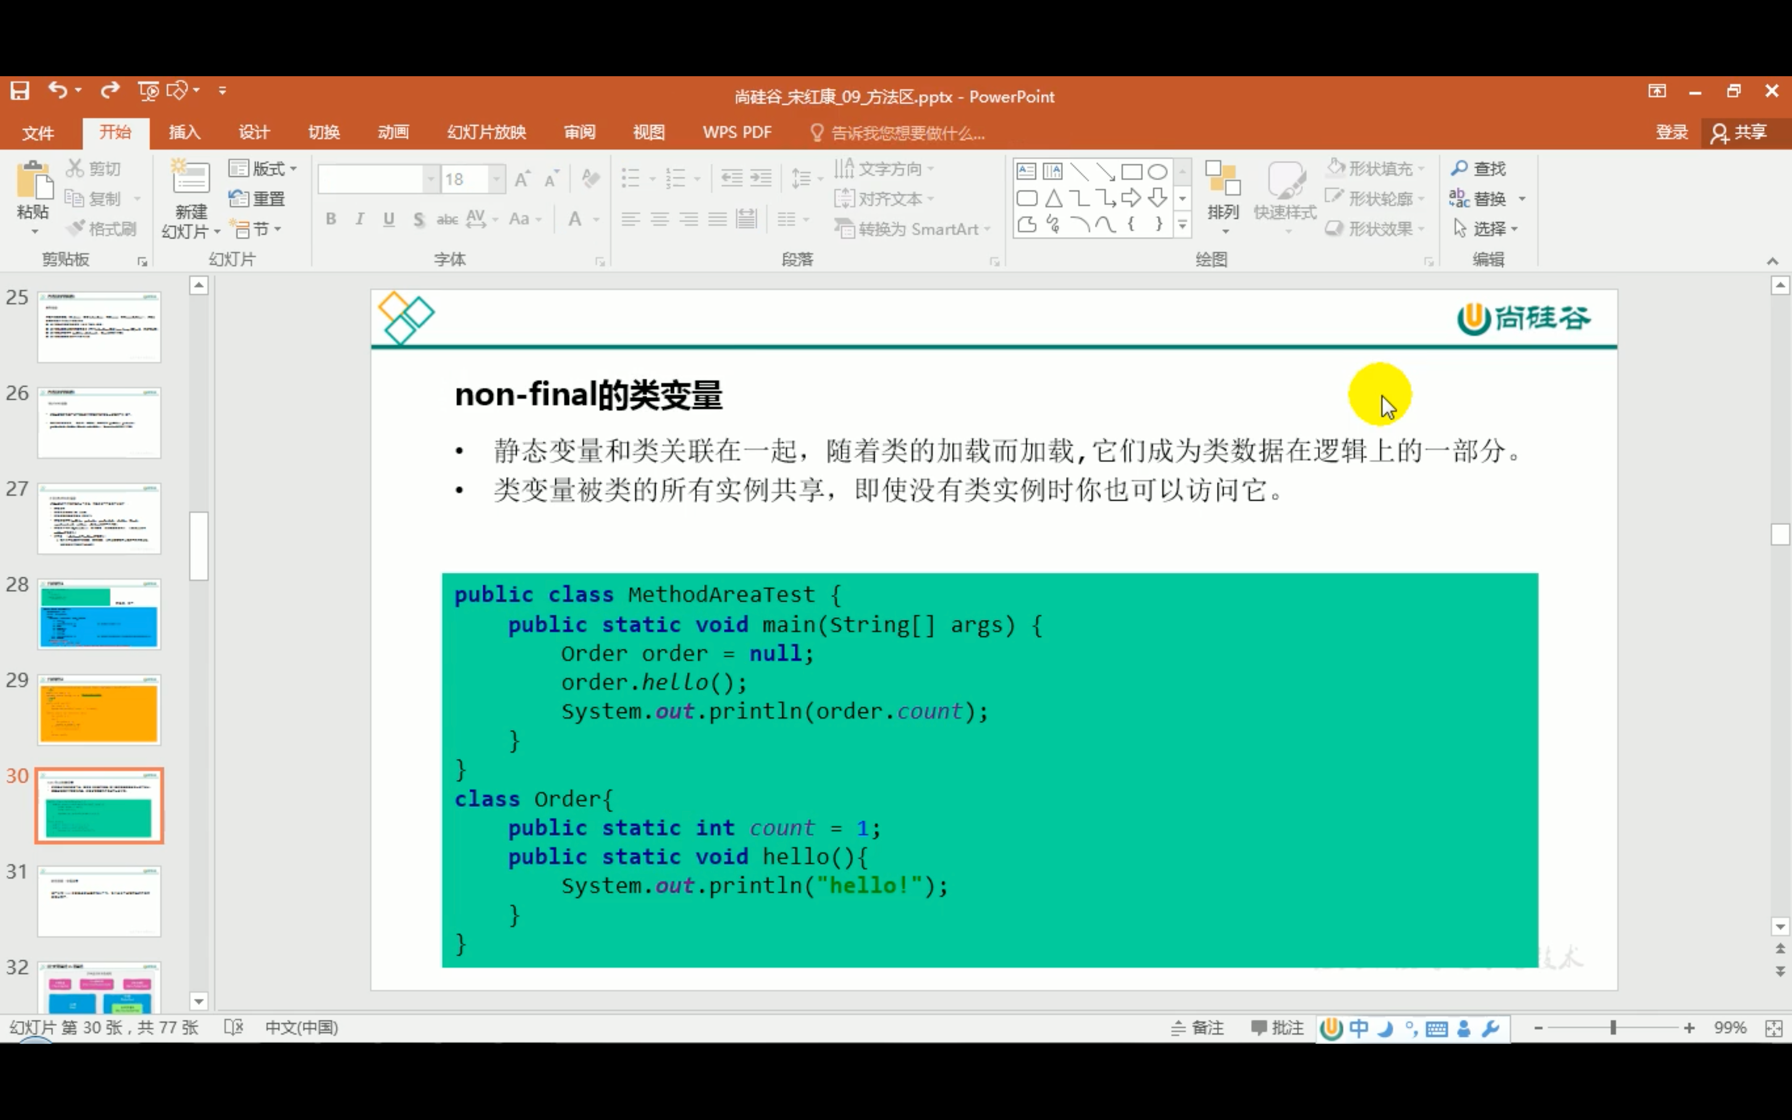 尚硅谷_宋红康_09_方法区.pptx - PowerPoint
文件 开始 插入 设计 切换 动画 幻灯片放映 审阅 视图 WPS PDF 告诉我您想要做什么... 登录 共享
粘贴 剪切 复制 格式刷 剪贴板
新建幻灯片 版式 重置 节 幻灯片
18 B I U S abc AV Aa A 字体
文字方向 对齐文本 转换为 SmartArt 段落
排列 快速样式 形状填充 形状轮廓 形状效果 绘图
查找 替换 选择 编辑
25
26
27
28
29
30
31
32
尚硅谷
non-final的类变量
• 静态变量和类关联在一起，随着类的加载而加载,它们成为类数据在逻辑上的一部分。
• 类变量被类的所有实例共享，即使没有类实例时你也可以访问它。
public class MethodAreaTest {
public static void main(String[] args) {
Order order = null;
order.hello();
System.out.println(order.count);
}
}
class Order{
public static int count = 1;
public static void hello(){
System.out.println("hello!");
}
}
幻灯片 第 30 张，共 77 张 中文(中国) 备注 批注 中 99%